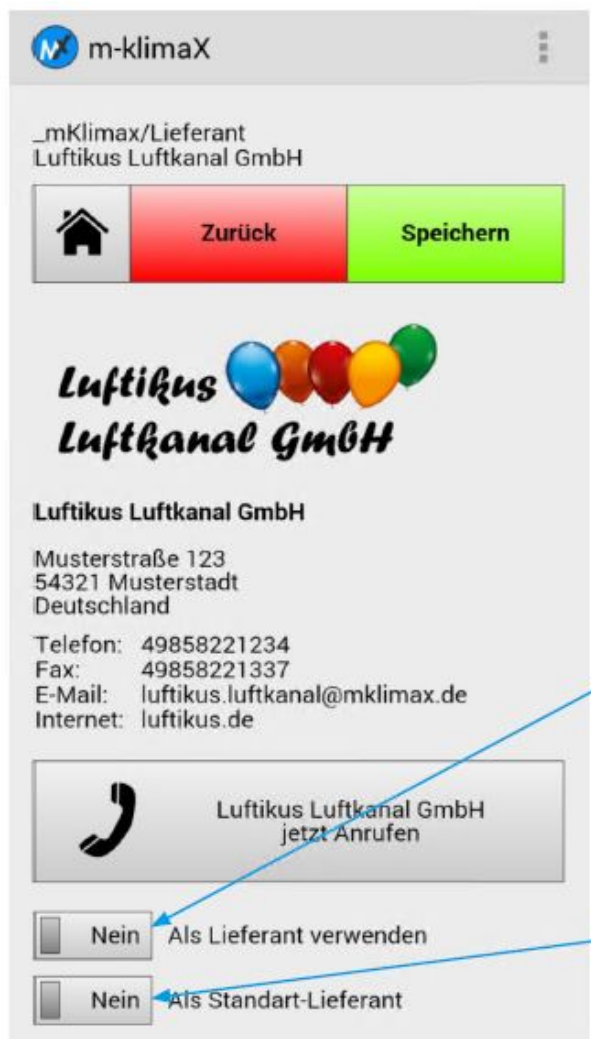 m-klimaX
_mKlimax/Lieferant
Luftikus Luftkanal GmbH
Zurück
Speichern
Luftikus
Luftkanal GmbH
Luftikus Luftkanal GmbH
Musterstraße 123
54321 Musterstadt
Deutschland
Telefon: 49858221234
Fax: 49858221337
E-Mail: luftikus.luftkanal@mklimax.de
Internet: luftikus.de
Luftikus Luftkanal GmbH
jetzt Anrufen
Nein Als Lieferant verwenden
Nein Als Standart-Lieferant